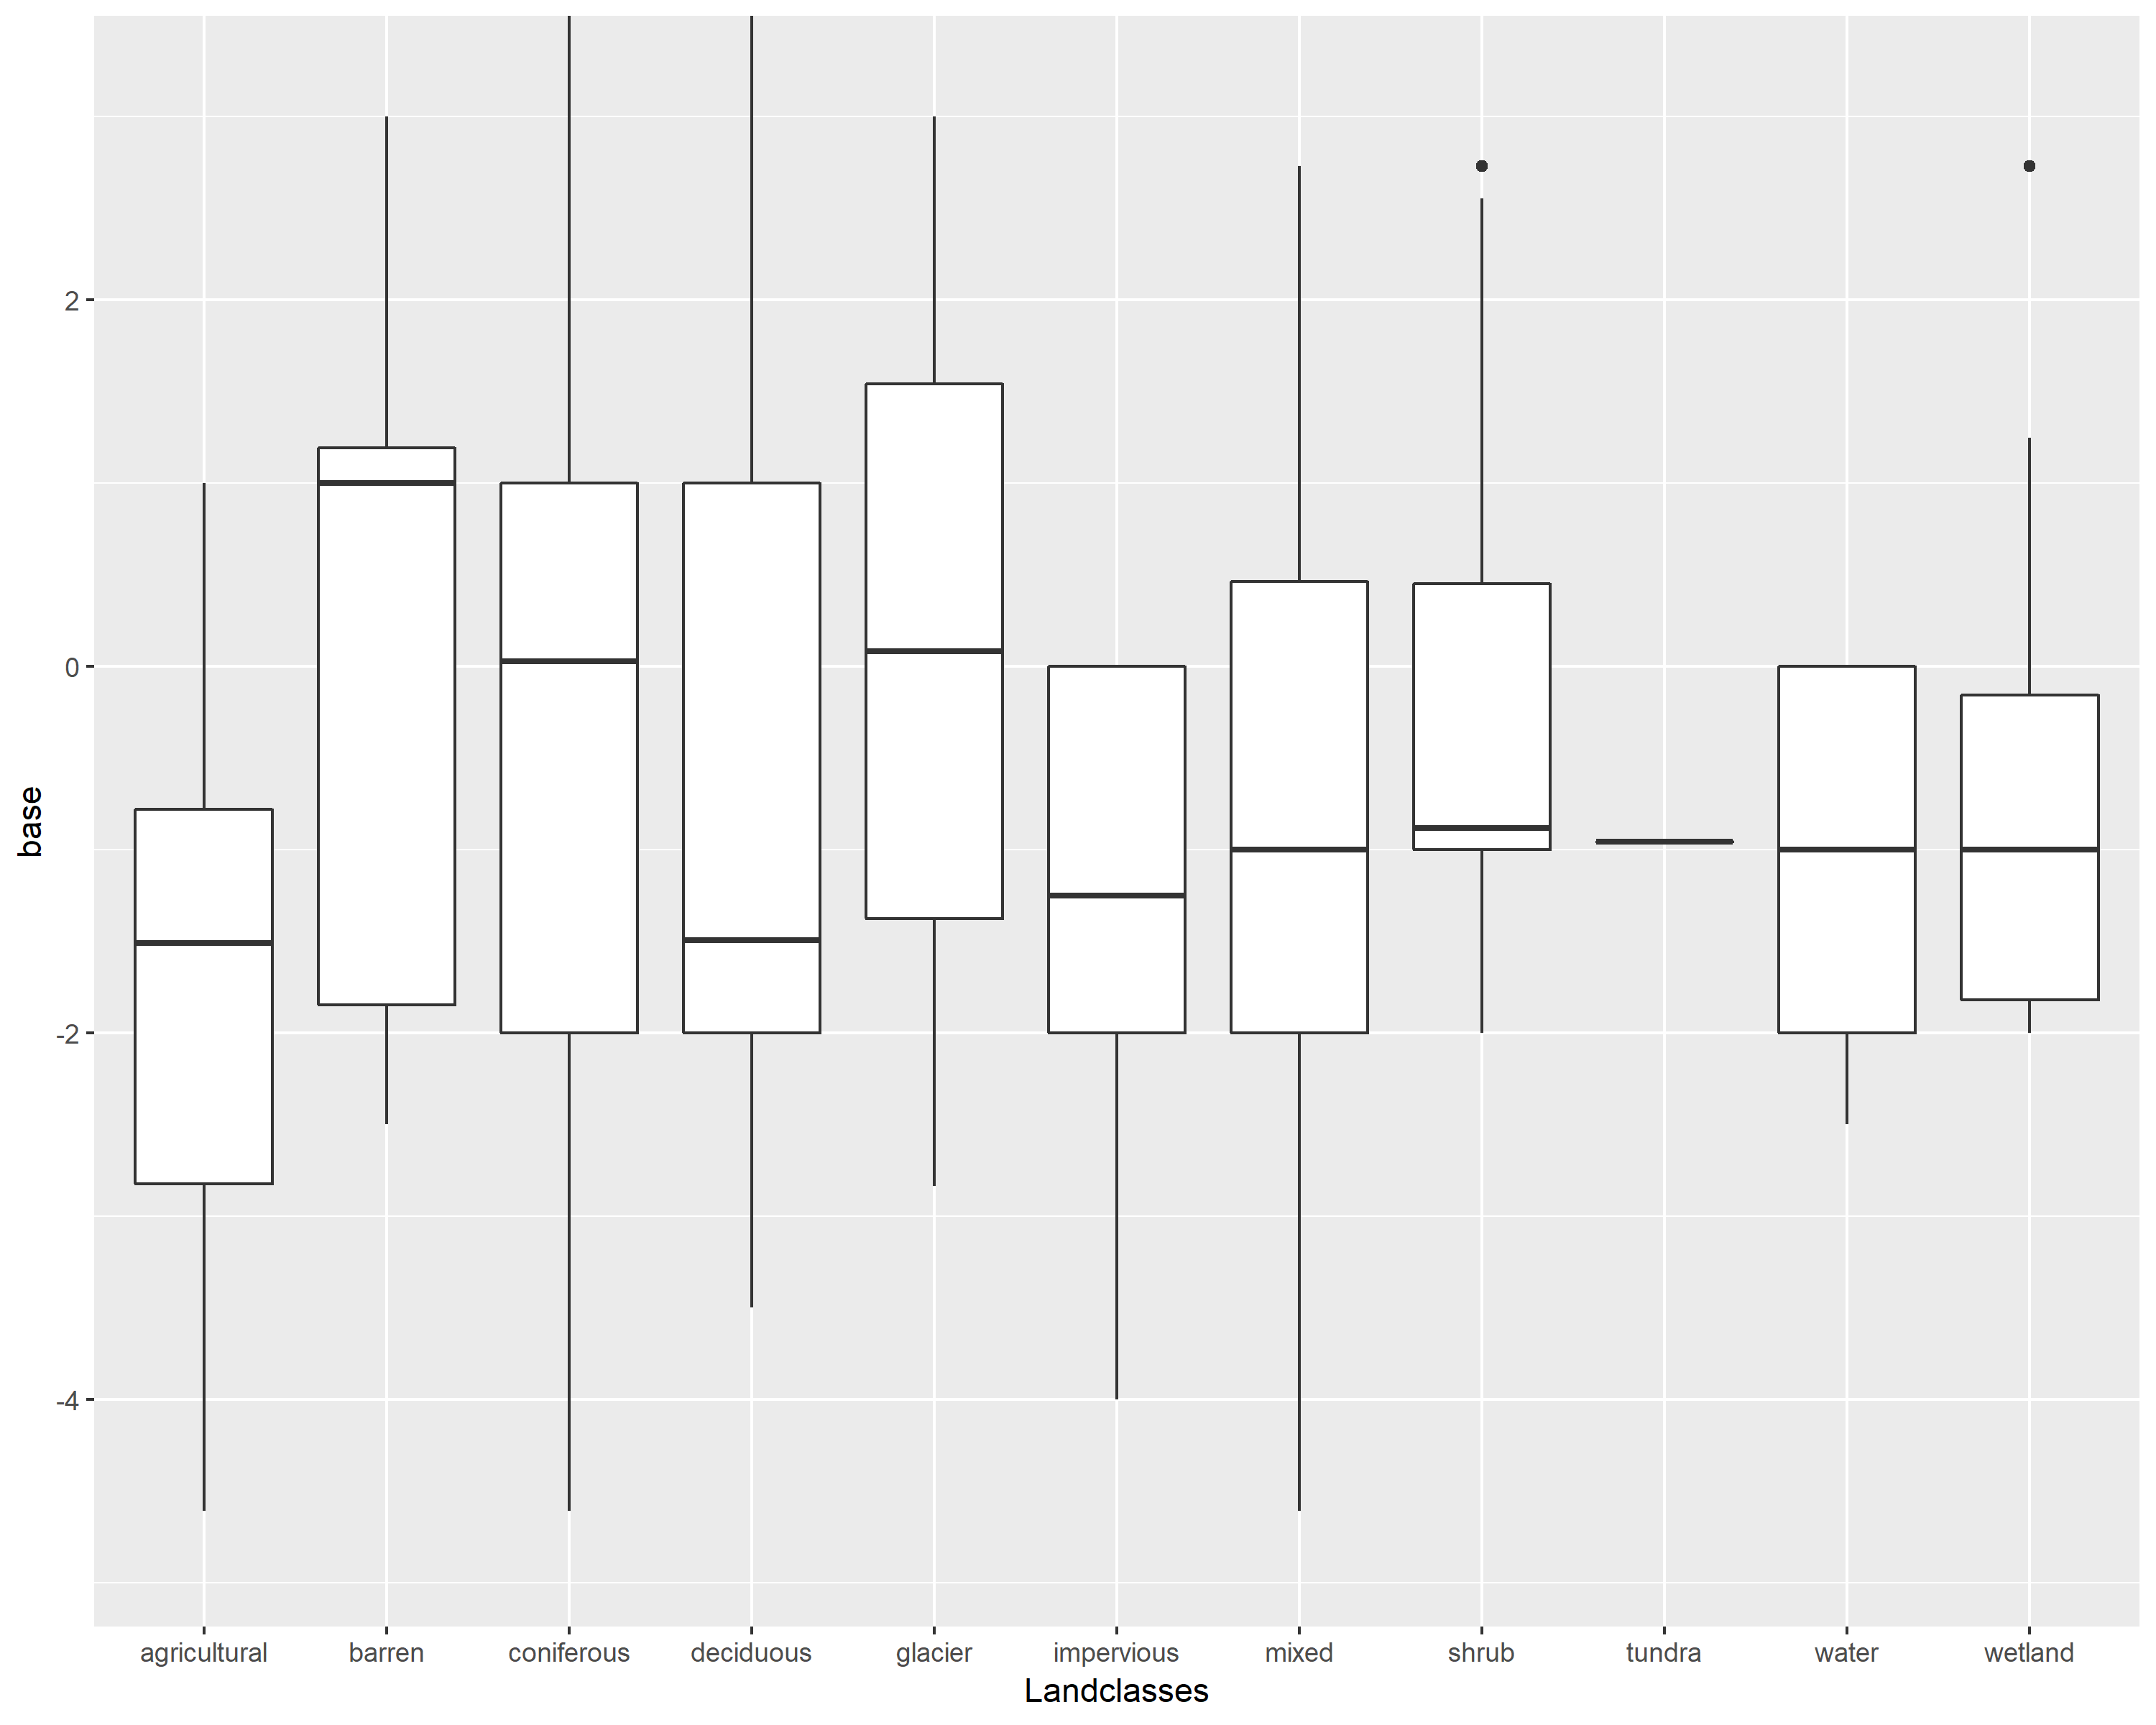 2
0
-2
-4
base
agricultural barren coniferous deciduous glacier impervious mixed shrub tundra water wetland
Landclasses